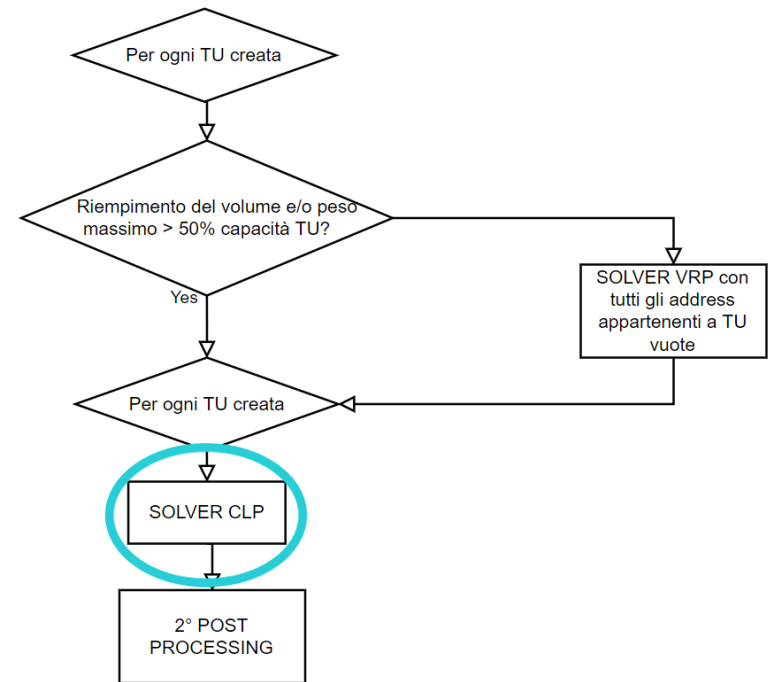 Per ogni TU creata
Riempimento del volume e/o peso
massimo > 50% capacità TU?
Yes
SOLVER VRP con
tutti gli address
appartenenti a TU
vuote
Per ogni TU creata
SOLVER CLP
2° POST
PROCESSING